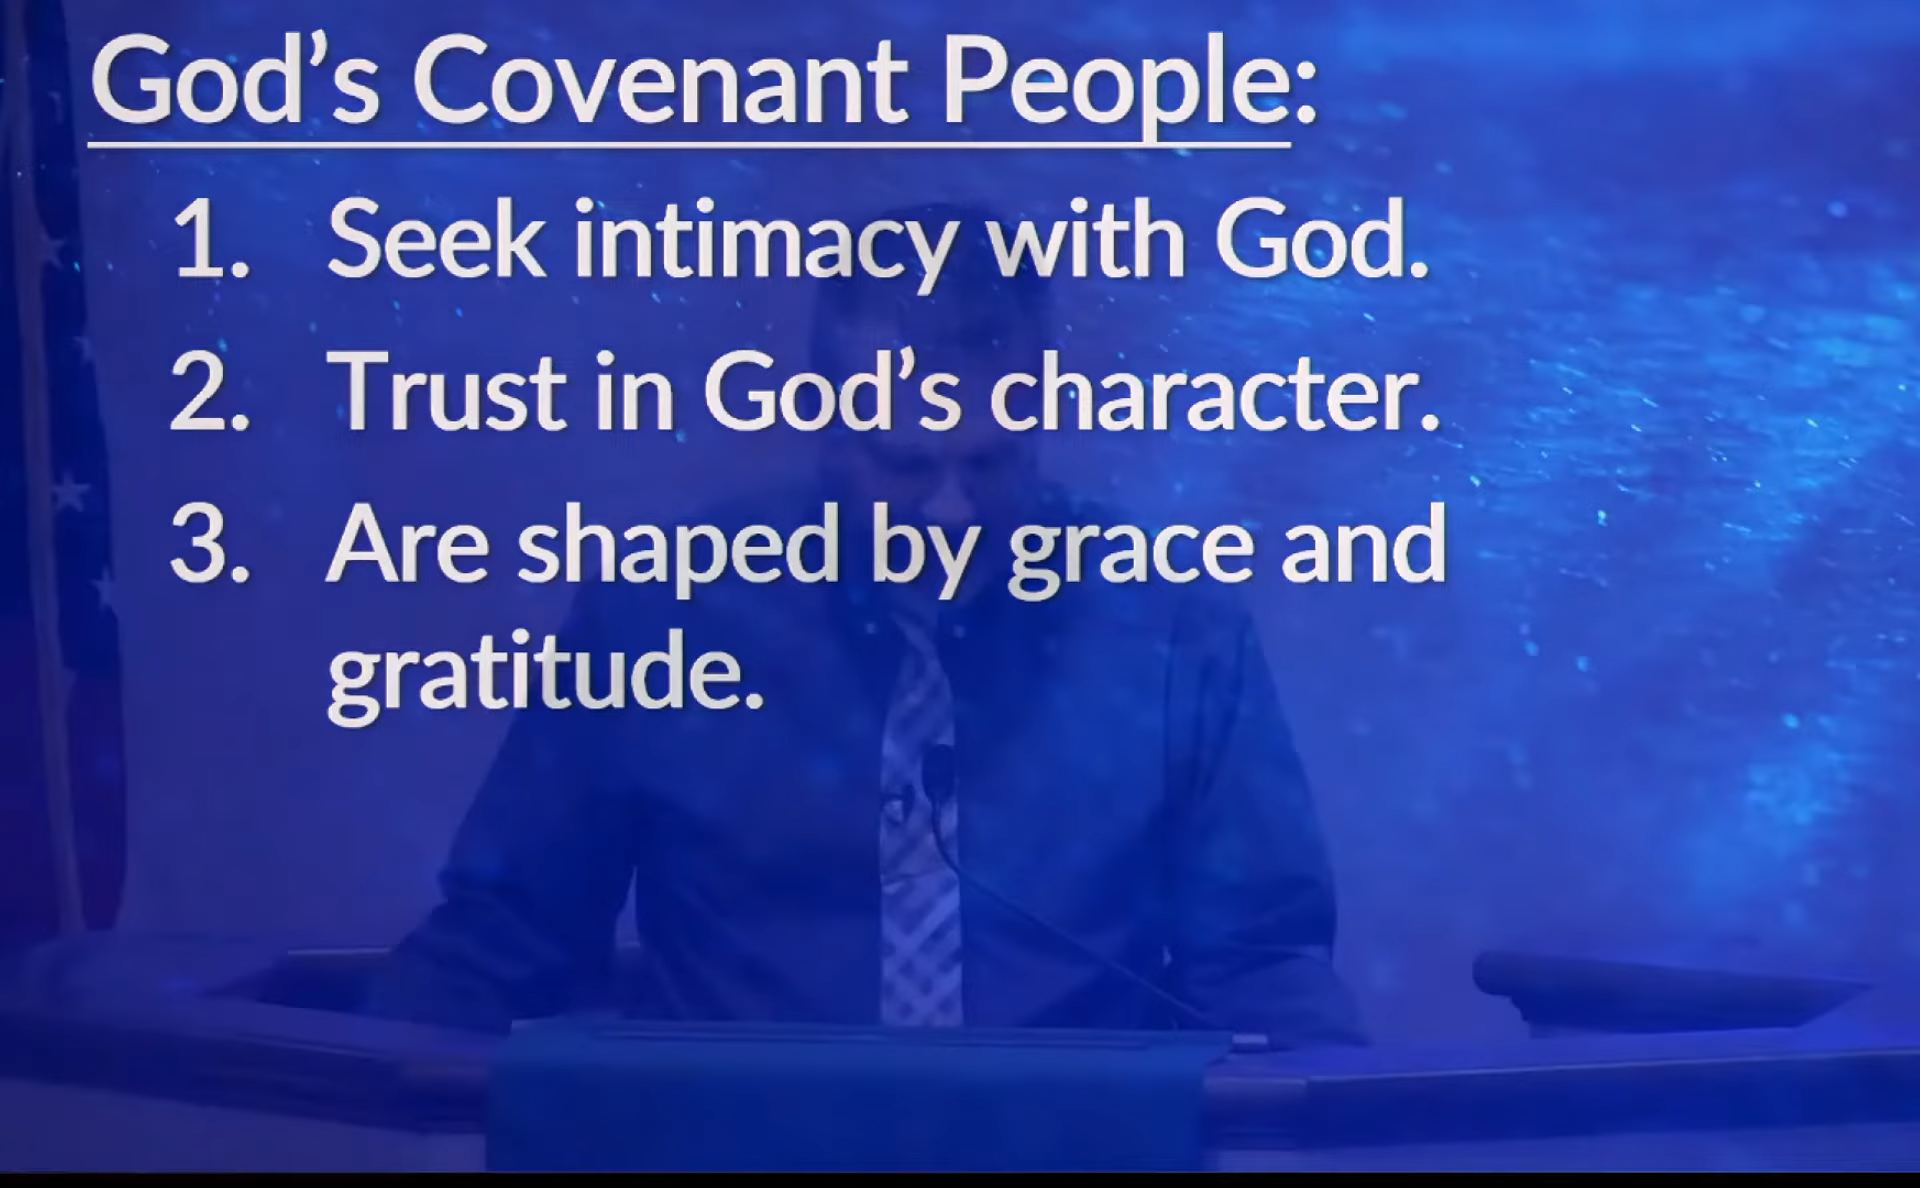 God’s Covenant People:
1. Seek intimacy with God.
2. Trust in God’s character.
3. Are shaped by grace and
gratitude.